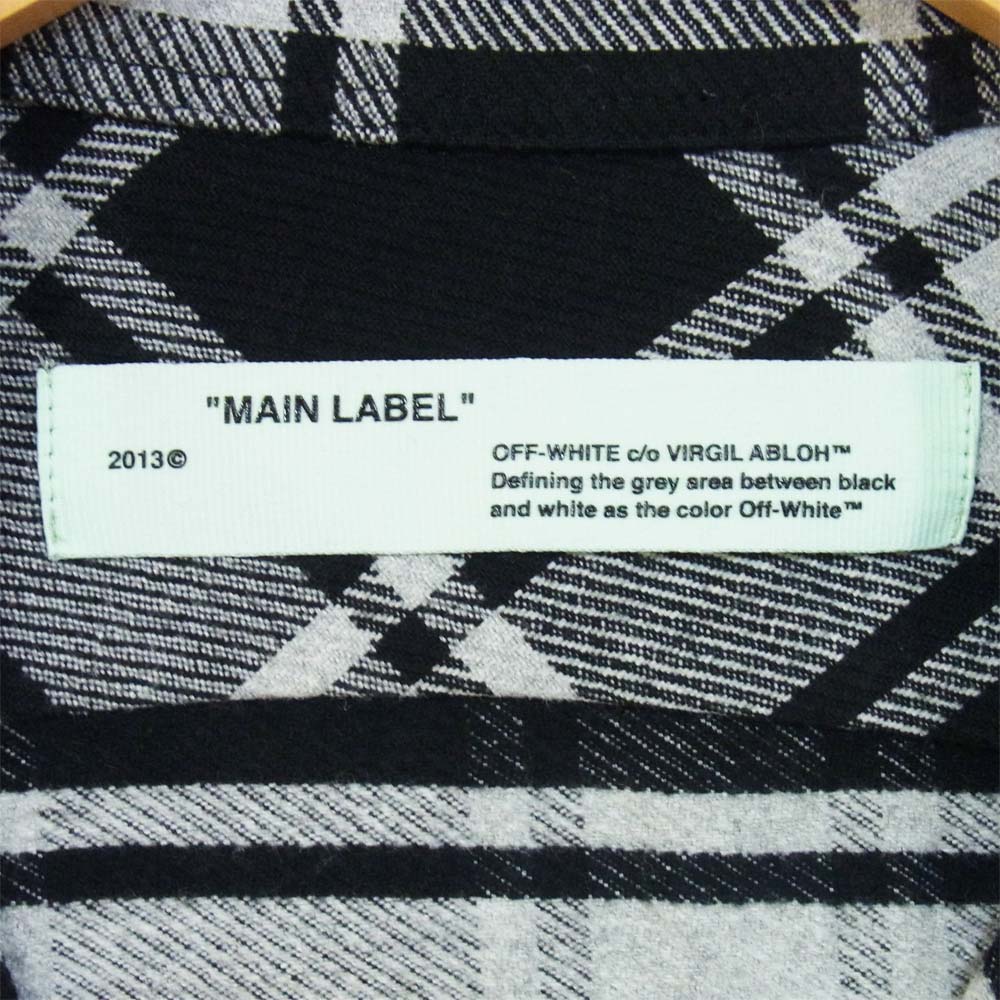 "MAIN LABEL"
2013©
OFF-WHITE c/o VIRGIL ABLOH™
Defining the grey area between black
and white as the color Off-White™